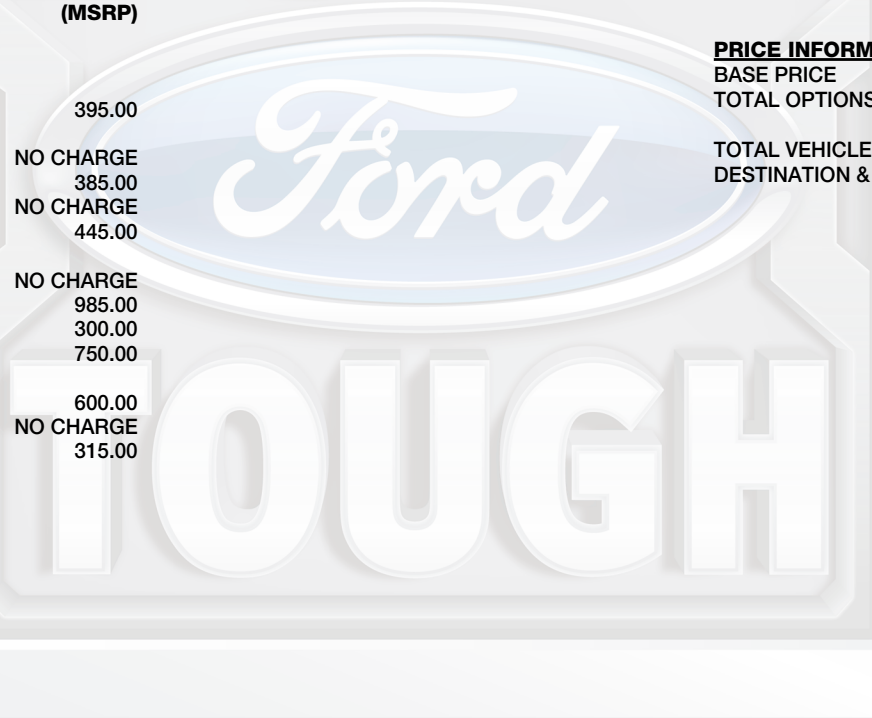 (MSRP)
395.00
NO CHARGE
385.00
NO CHARGE
445.00
NO CHARGE
985.00
300.00
750.00
600.00
NO CHARGE
315.00
PRICE INFORM
BASE PRICE
TOTAL OPTIONS
TOTAL VEHICLE
DESTINATION &
Ford
TOUGH